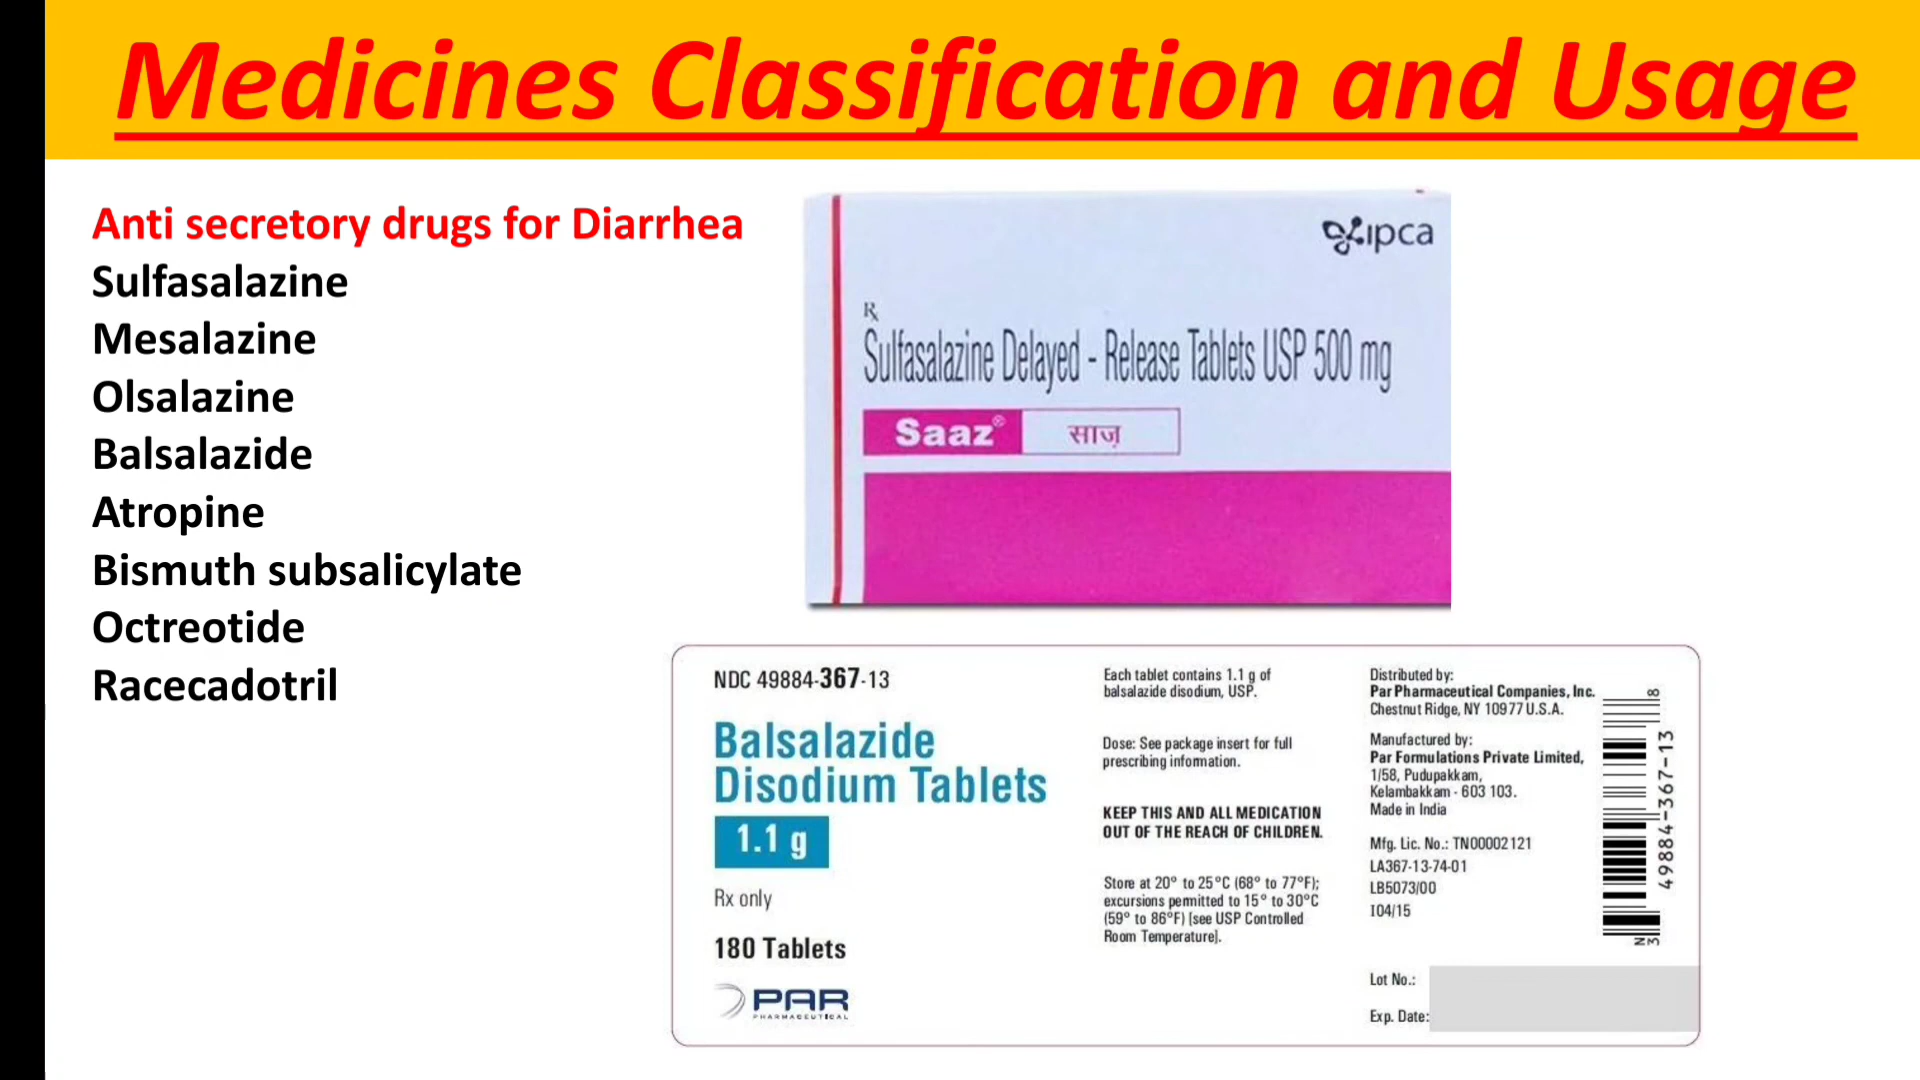 Medicines Classification and Usage
Anti secretory drugs for Diarrhea
Sulfasalazine
Mesalazine
Olsalazine
Balsalazide
Atropine
Bismuth subsalicylate
Octreotide
Racecadotril
ipca
Rx
Sulfasalazine Delayed - Release Tablets USP 500 mg
Saaz® साज़
NDC 49884-367-13
Balsalazide
Disodium Tablets
1.1 g
Rx only
180 Tablets
PAR
PHARMACEUTICAL
Each tablet contains 1.1 g of
balsalazide disodium, USP.
Dose: See package insert for full
prescribing information.
KEEP THIS AND ALL MEDICATION
OUT OF THE REACH OF CHILDREN.
Store at 20° to 25°C (68° to 77°F);
excursions permitted to 15° to 30°C
(59° to 86°F) [see USP Controlled
Room Temperature].
Distributed by:
Par Pharmaceutical Companies, Inc.
Chestnut Ridge, NY 10977 U.S.A.
Manufactured by:
Par Formulations Private Limited,
1/58, Pudupakkam,
Kelambakkam - 603 103.
Made in India
Mfg. Lic. No.: TN00002121
LA367-13-74-01
LB5073/00
I04/15
Lot No.:
Exp. Date:
N3 49884-367-13 8